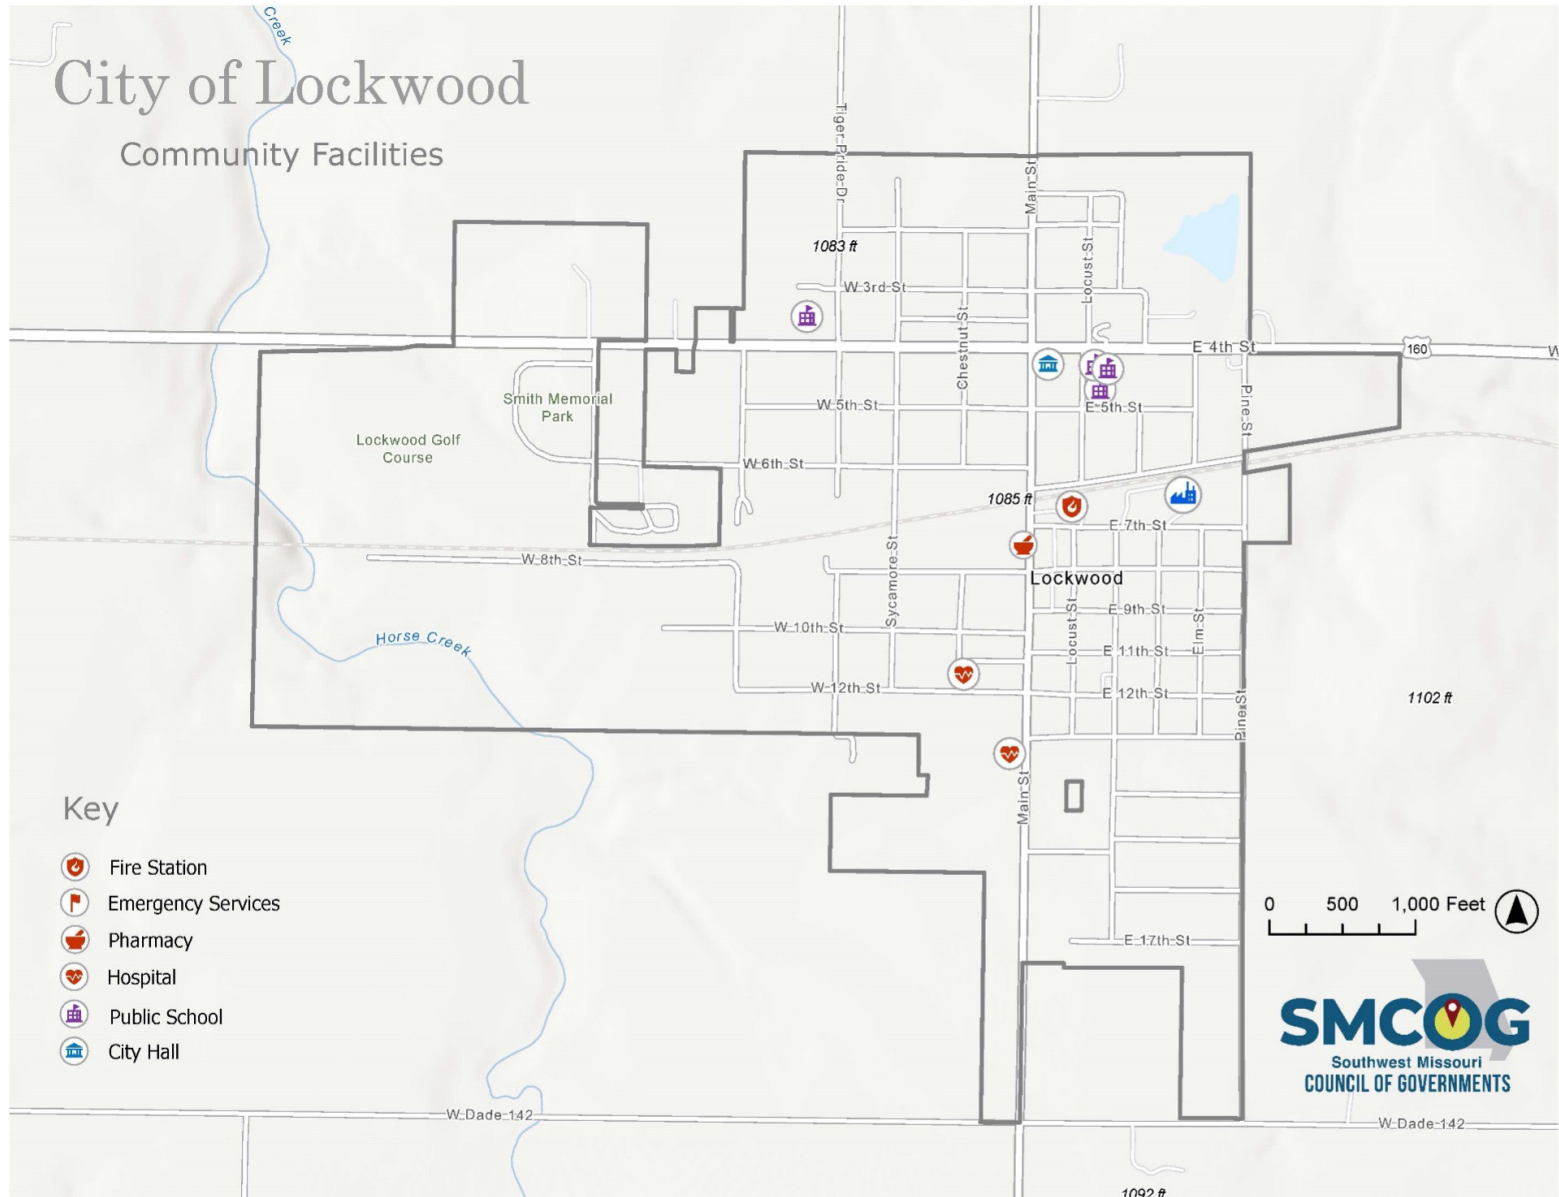 Creek
City of Lockwood
Community Facilities
Tiger Pride Dr
Main St
1083 ft
Locust St
W 3rd St
Chestnut St
E 4th St
160
W
Smith Memorial
Park
W 5th St
E 5th St
Pine St
Lockwood Golf
Course
W 6th St
1085 ft
E 7th St
W 8th St
Sycamore St
Lockwood
E 9th St
Locust St
Elm St
W 10th St
Horse Creek
E 11th St
W 12th St
E 12th St
1102 ft
Pine St
Main St
Key
Fire Station
Emergency Services
Pharmacy
Hospital
Public School
City Hall
0 500 1,000 Feet
E 17th St
SMCOG
Southwest Missouri
COUNCIL OF GOVERNMENTS
W Dade 142
W Dade 142
1092 ft